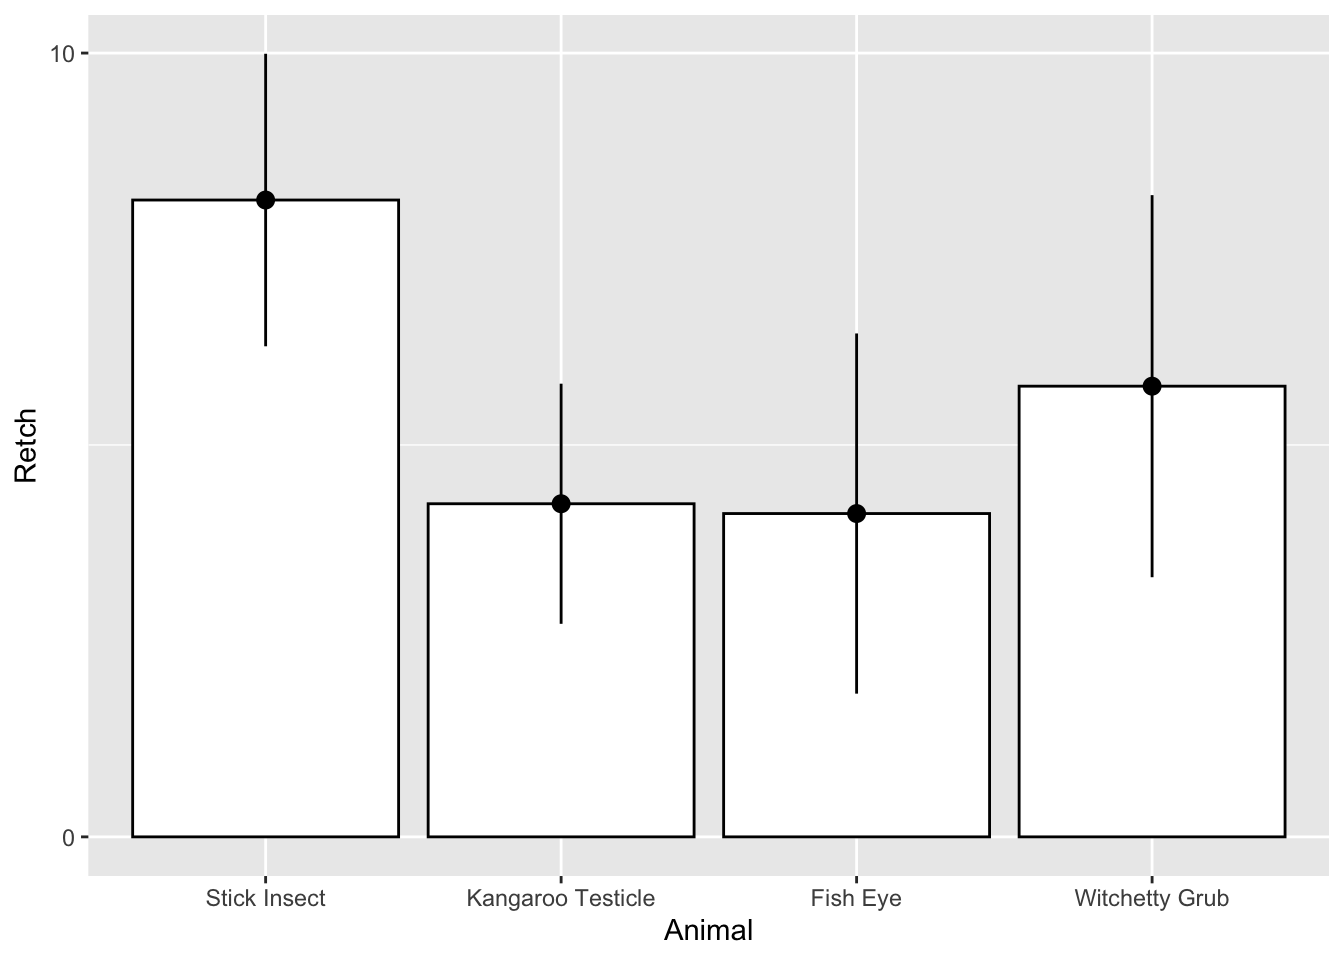 Retch
10
0
Stick Insect
Kangaroo Testicle
Fish Eye
Witchetty Grub
Animal